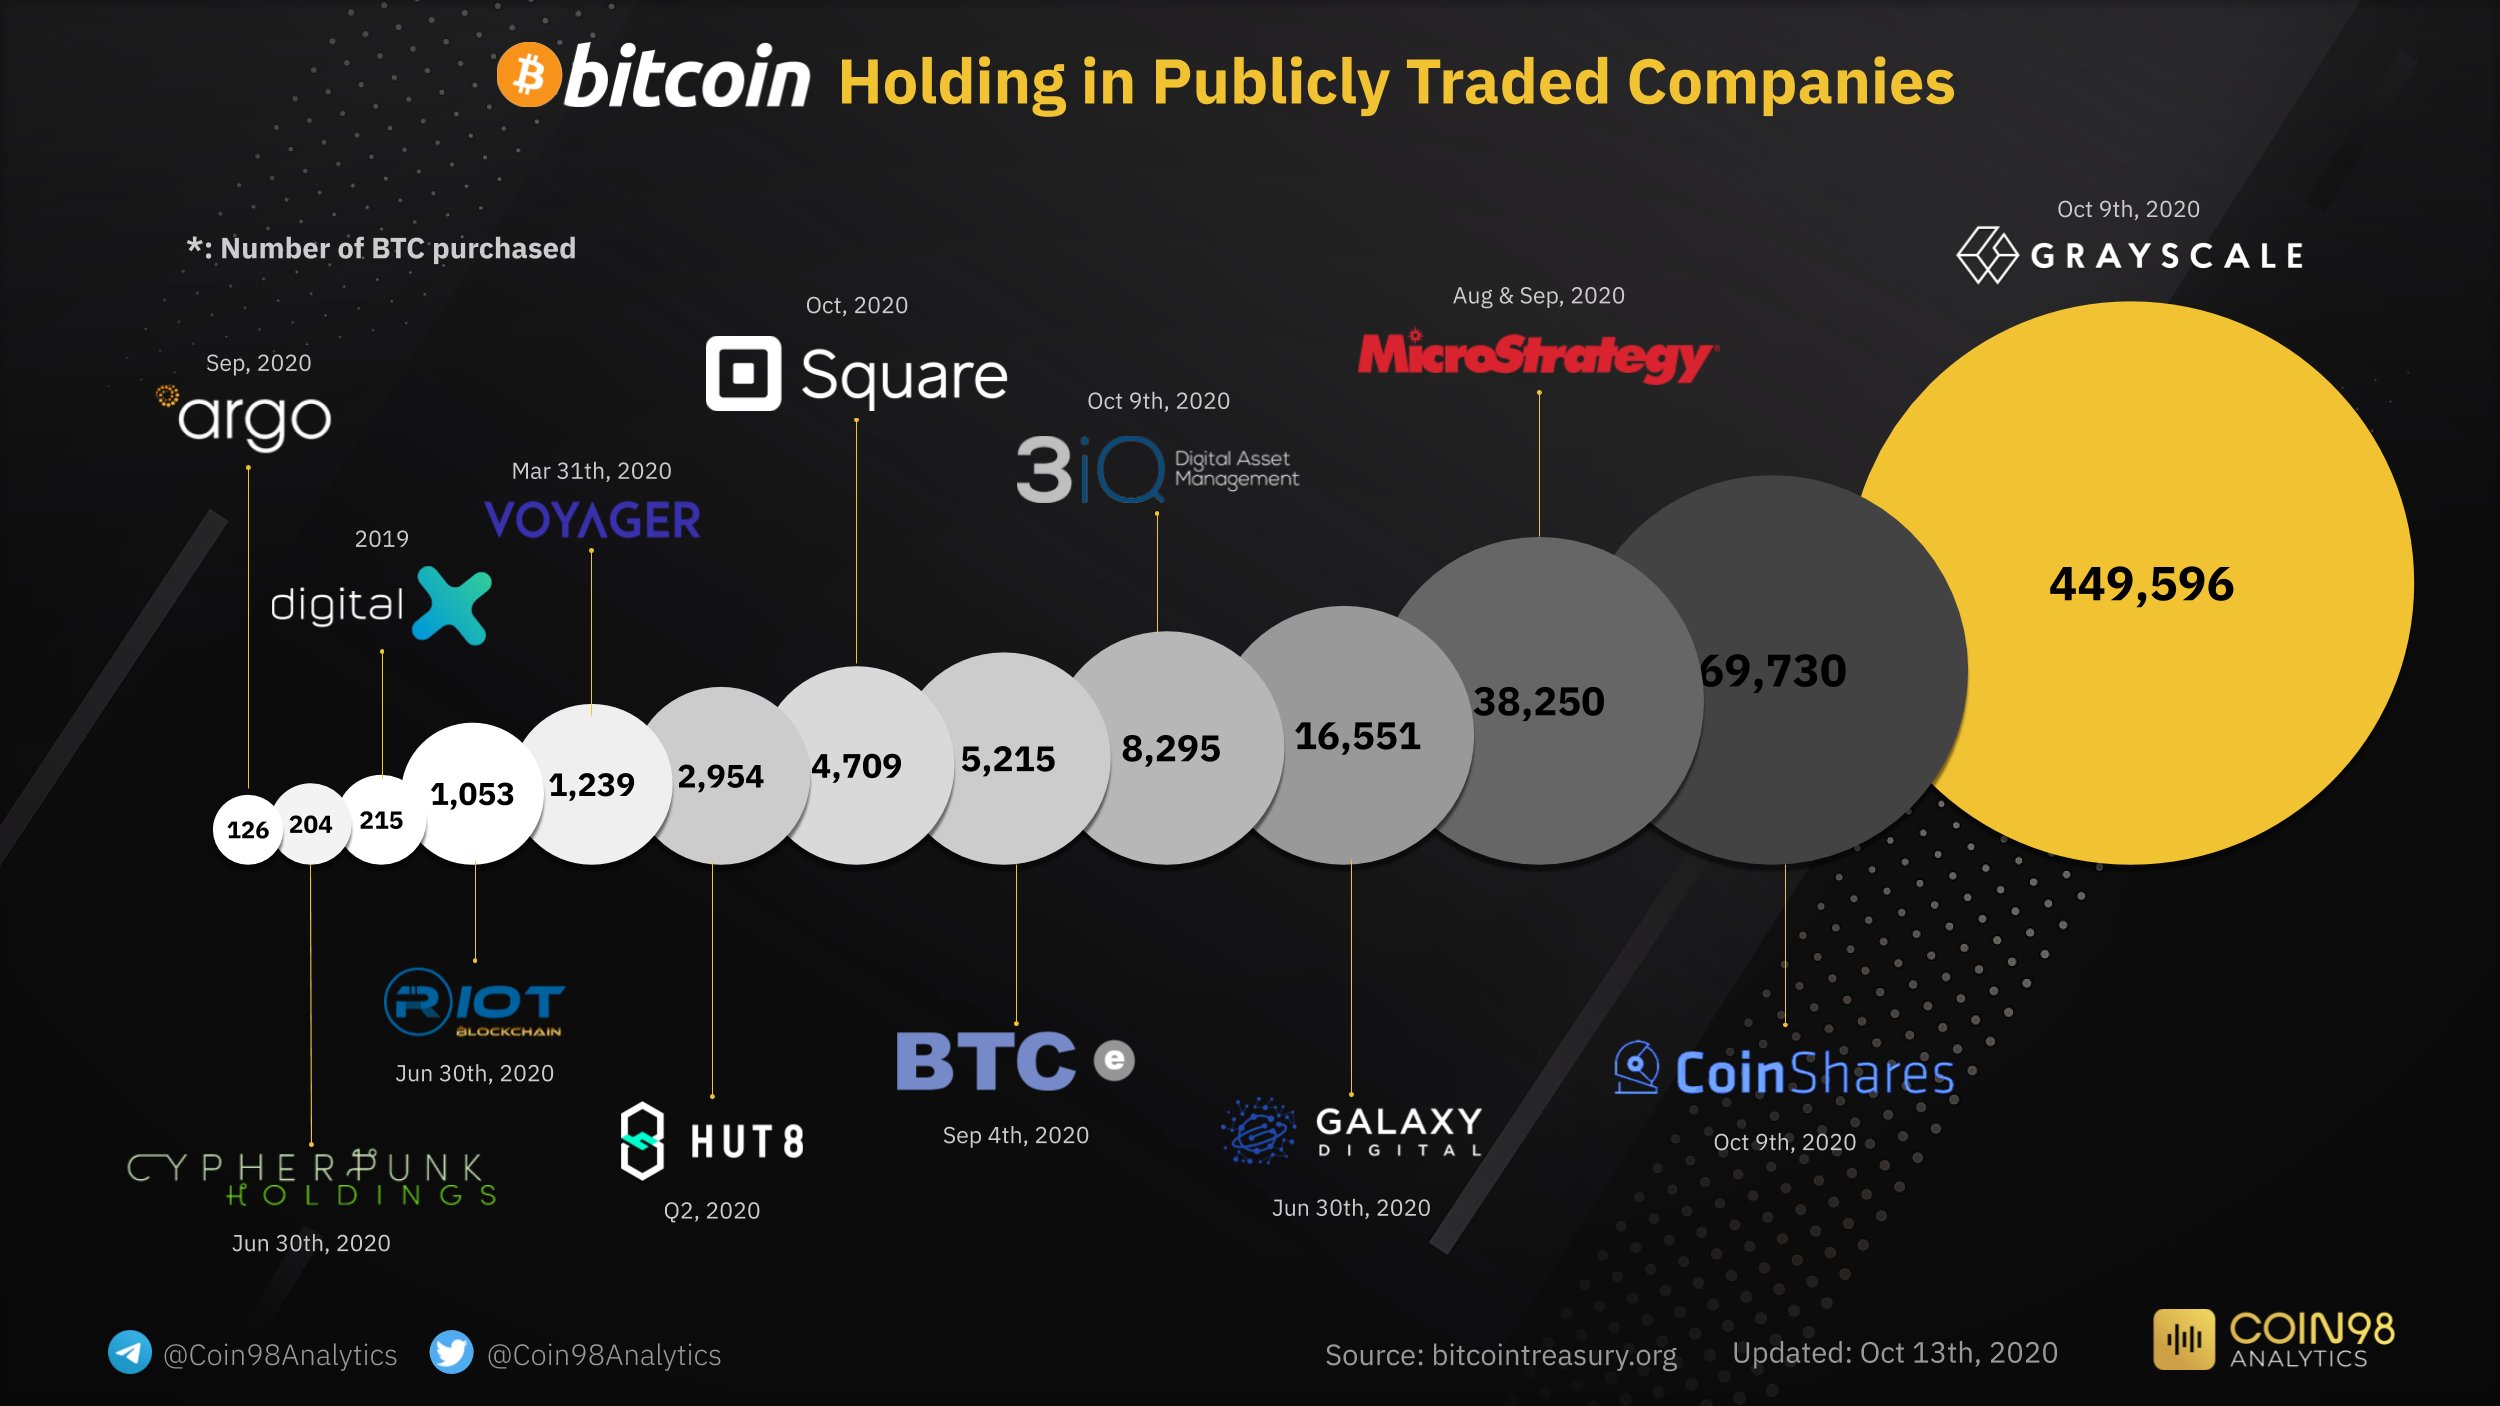 bitcoin Holding in Publicly Traded Companies
*: Number of BTC purchased
Oct 9th, 2020
GRAYSCALE
Aug & Sep, 2020
MicroStrategy
Oct, 2020
Square
Sep, 2020
argo
Oct 9th, 2020
3iQ Digital Asset
Management
Mar 31th, 2020
VOYAGER
2019
digital X
126
204
215
1,053
1,239
2,954
4,709
5,215
8,295
16,551
38,250
69,730
449,596
RIOT
BLOCKCHAIN
Jun 30th, 2020
BTC e
Sep 4th, 2020
CoinShares
Oct 9th, 2020
HUT 8
Q2, 2020
GALAXY
DIGITAL
Jun 30th, 2020
CYPHERPUNK
HOLDINGS
Jun 30th, 2020
@Coin98Analytics
@Coin98Analytics
Source: bitcointreasury.org
Updated: Oct 13th, 2020
COIN98
ANALYTICS